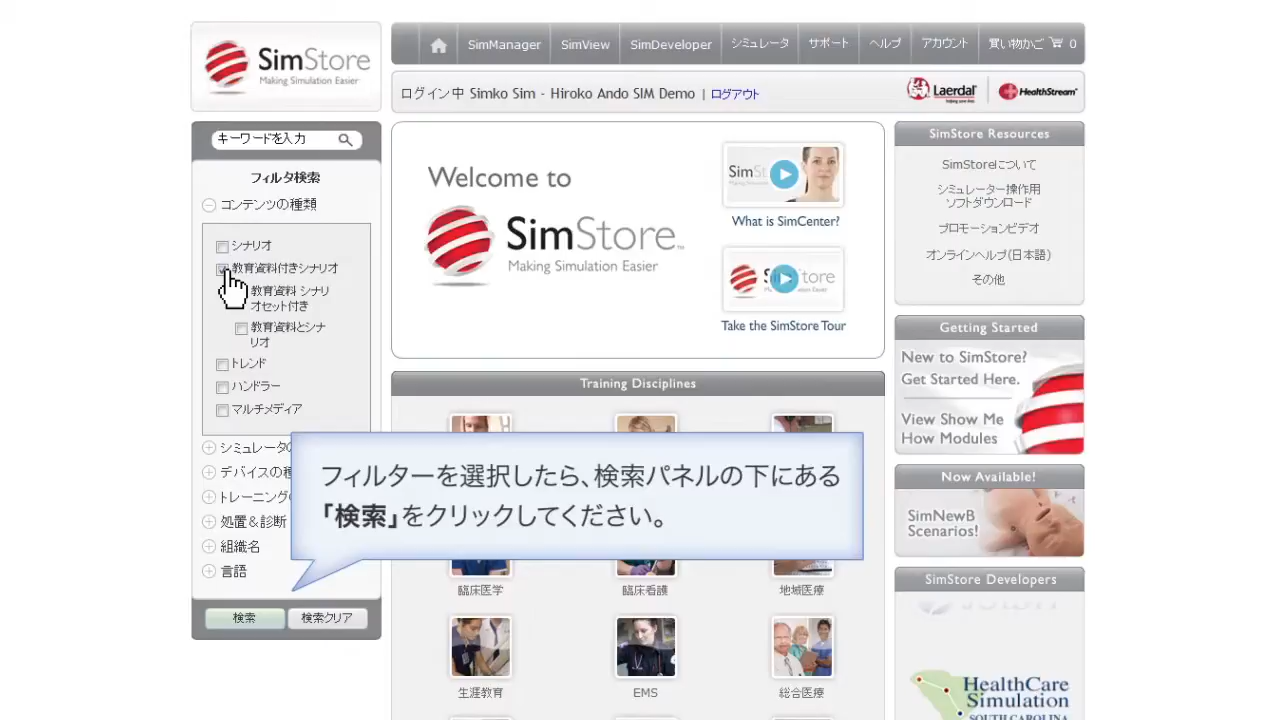 SimStore
Making Simulation Easier
SimManager
SimView
SimDeveloper
シミュレータ
サポート
ヘルプ
アカウント
買い物かご 0
ログイン中 Simko Sim - Hiroko Ando SIM Demo | ログアウト
Laerdal
helping save lives
HealthStream
キーワードを入力
フィルタ検索
コンテンツの種類
シナリオ
教育資料付きシナリオ
教育資料 シナリ
オセット付き
教育資料とシナ
リオ
トレンド
ハンドラー
マルチメディア
シミュレータの
デバイスの種
トレーニングの
処置&診断
組織名
言語
検索
検索クリア
Welcome to
SimStore™
Making Simulation Easier
What is SimCenter?
SimStore
Take the SimStore Tour
Training Disciplines
フィルターを選択したら、検索パネルの下にある
「検索」をクリックしてください。
臨床医学
臨床看護
地域医療
生涯教育
EMS
総合医療
SimStore Resources
SimStoreについて
シミュレーター操作用
ソフトダウンロード
プロモーションビデオ
オンラインヘルプ(日本語)
その他
Getting Started
New to SimStore?
Get Started Here.
View Show Me
How Modules
Now Available!
SimNewB
Scenarios!
SimStore Developers
HealthCare
Simulation
SOUTH CAROLINA